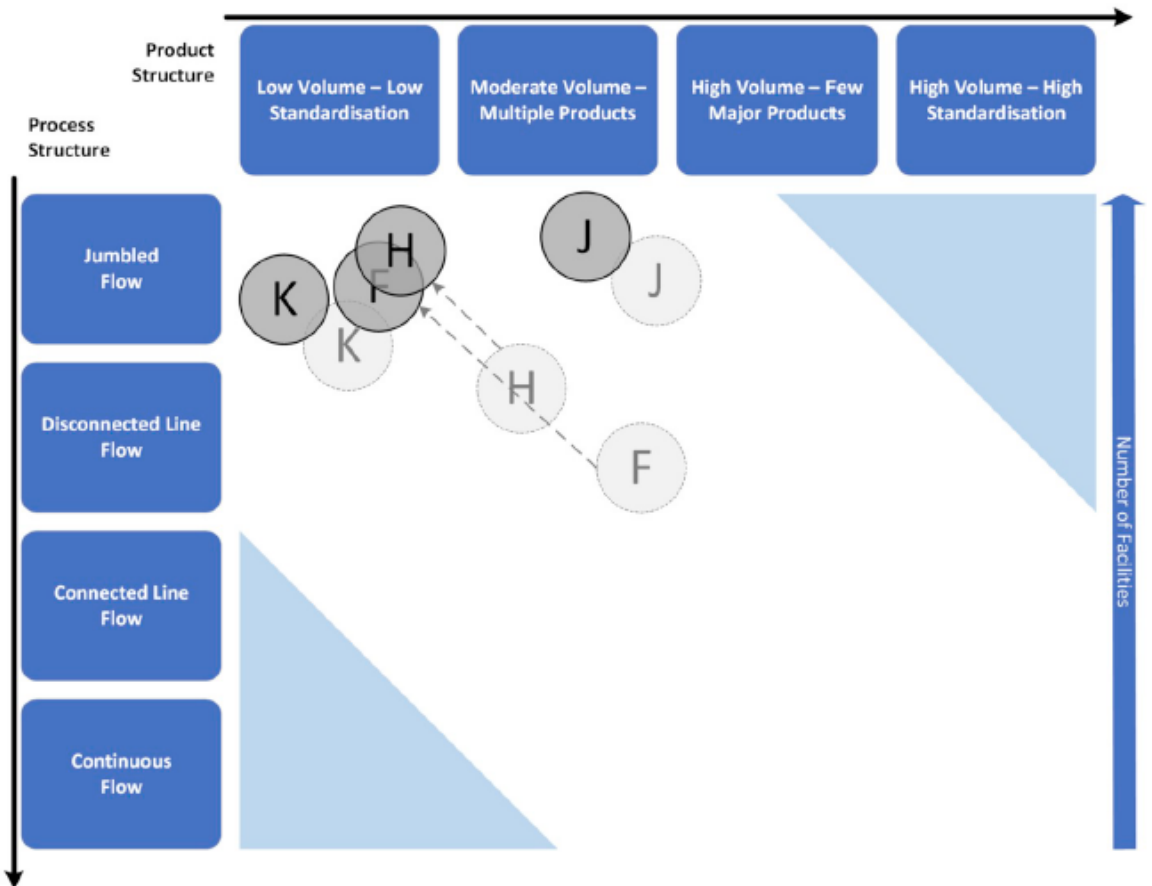 Product
Structure
Process
Structure
Low Volume – Low
Standardisation
Moderate Volume –
Multiple Products
High Volume – Few
Major Products
High Volume – High
Standardisation
Jumbled
Flow
Disconnected Line
Flow
Connected Line
Flow
Continuous
Flow
H
J
F
K
J
K
H
F
Number of Facilities